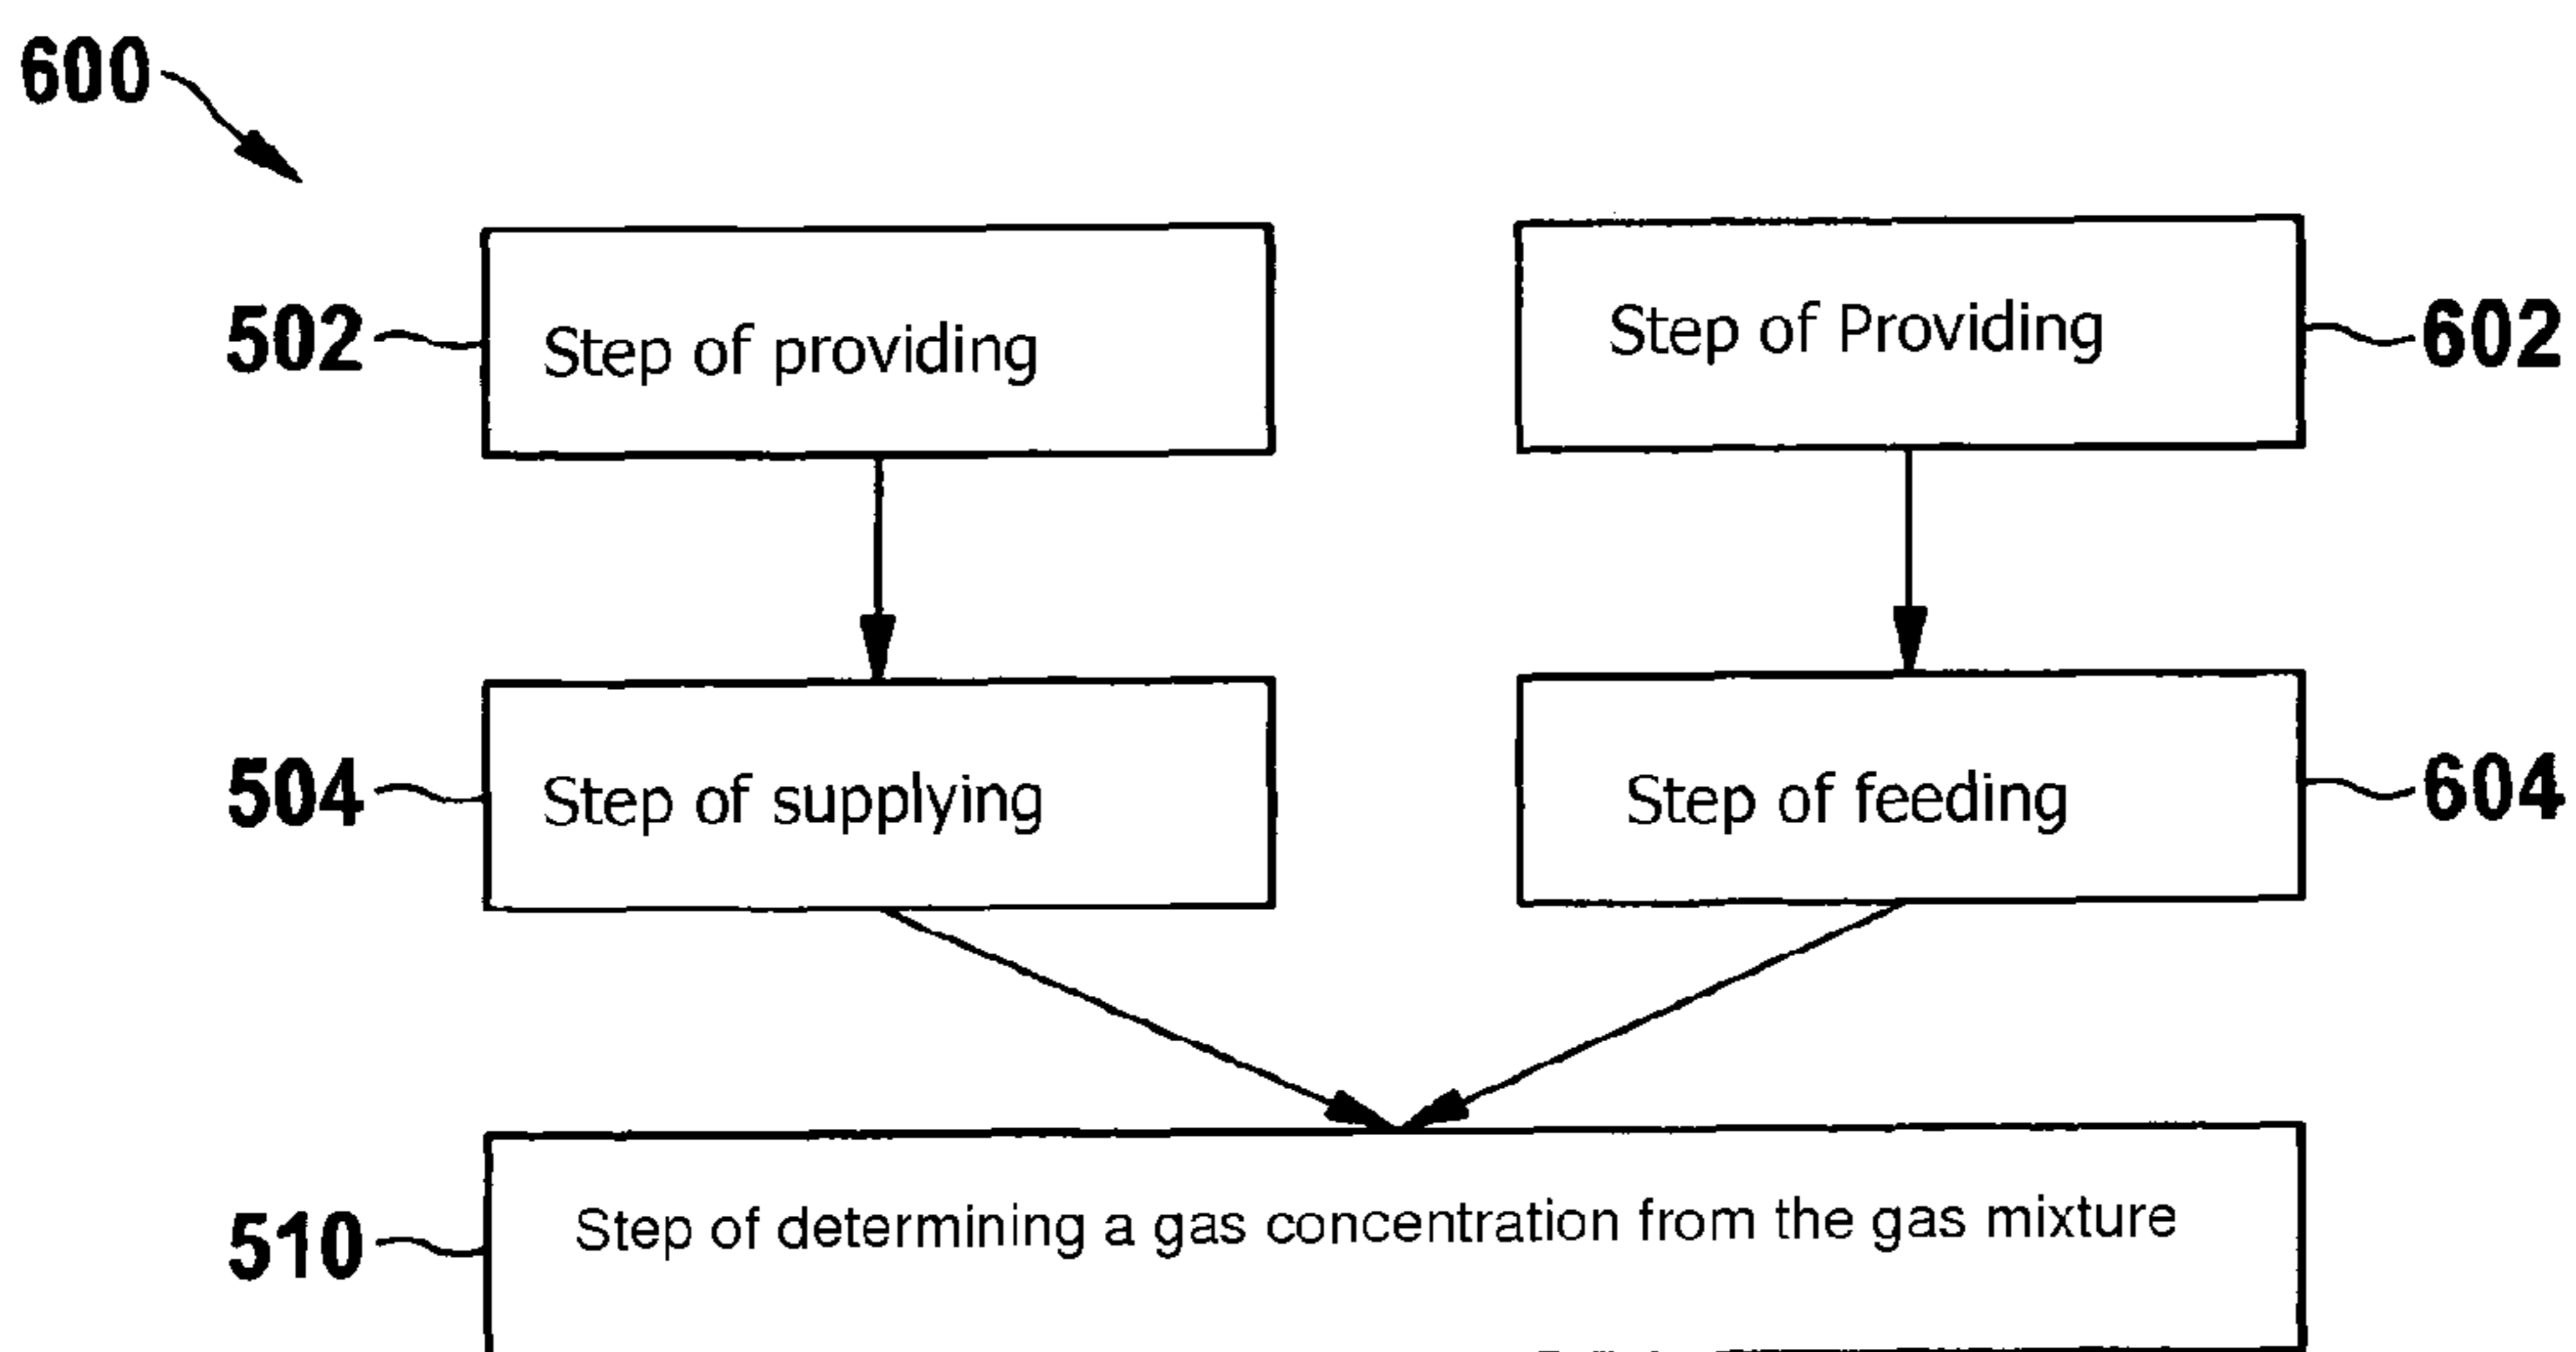 600
502
Step of providing
Step of Providing
602
504
Step of supplying
Step of feeding
604
510
Step of determining a gas concentration from the gas mixture